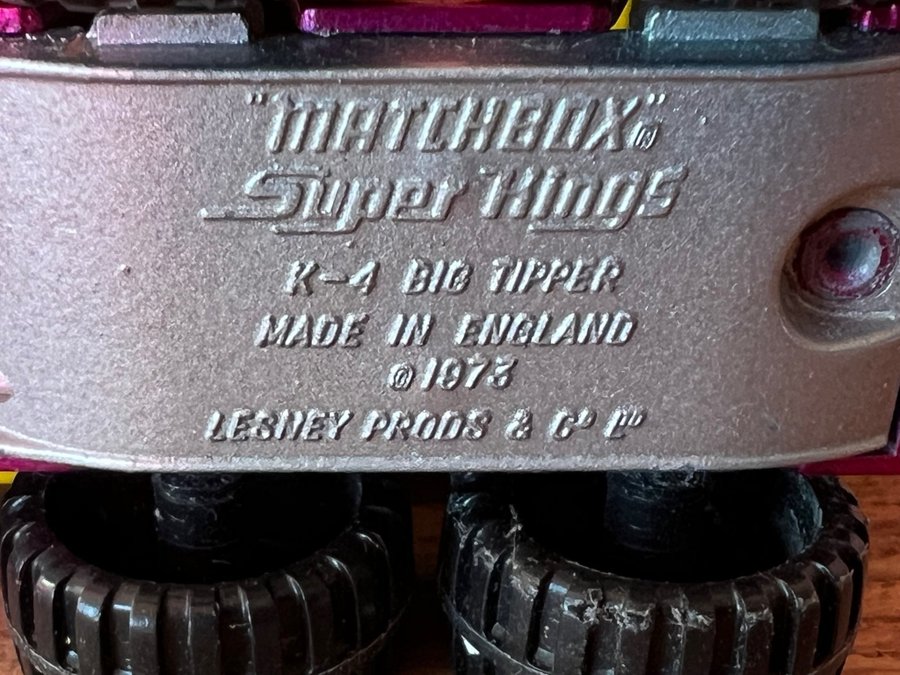 "MATCHBOX"®
Super Kings
K-4 BIG TIPPER
MADE IN ENGLAND
©1973
LESNEY PRODS & Cº Lᵀᴰ